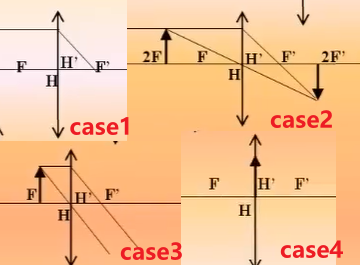 F H' F'
H
case1
2F F H' F' 2F'
H
case2
F H' F'
H
case3
F H' F'
H
case4